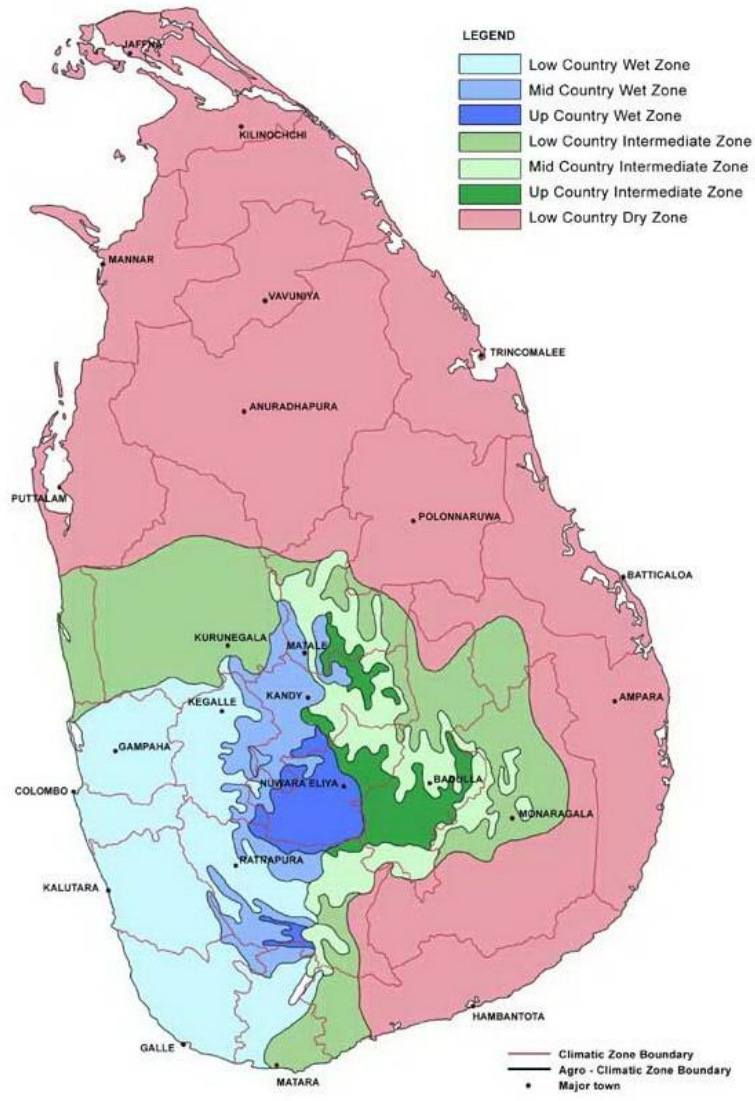 JAFFNA
LEGEND
Low Country Wet Zone
Mid Country Wet Zone
Up Country Wet Zone
Low Country Intermediate Zone
Mid Country Intermediate Zone
Up Country Intermediate Zone
Low Country Dry Zone
KILINOCHCHI
MANNAR
VAVUNIYA
TRINCOMALEE
ANURADHAPURA
PUTTALAM
POLONNARUWA
BATTICALOA
KURUNEGALA
MATALE
KANDY
AMPARA
KEGALLE
GAMPAHA
NUWARA ELIYA
BADULLA
COLOMBO
MONARAGALA
RATNAPURA
KALUTARA
HAMBANTOTA
GALLE
MATARA
Climatic Zone Boundary
Agro - Climatic Zone Boundary
Major town